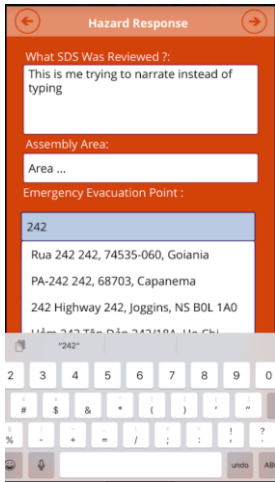 Hazard Response
What SDS Was Reviewed ?:
This is me trying to narrate instead of
typing
Assembly Area:
Area ...
Emergency Evacuation Point :
242
Rua 242 242, 74535-060, Goiania
PA-242 242, 68703, Capanema
242 Highway 242, Joggins, NS B0L 1A0
"242"
2 3 4 5 6 7 8 9 0
# $ & * ( ) ' "
% - + = / ; : ! ?
undo